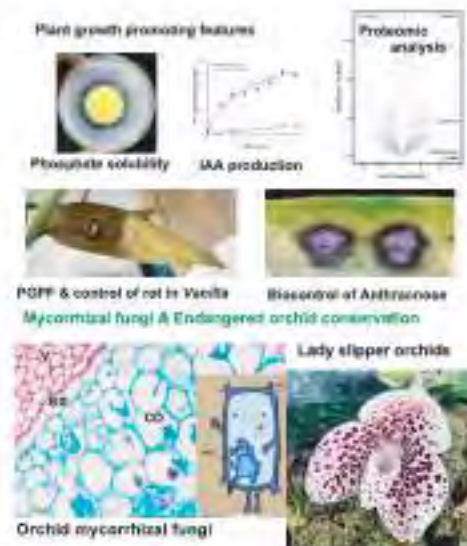 Plant growth promoting features
Proteomic
analysis
Phosphate solubility
IAA production
PGPF & control of rot in Vanilla
Biocontrol of Anthracnose
Mycorrhizal fungi & Endangered orchid conservation
Lady slipper orchids
co
Orchid mycorrhizal fungi